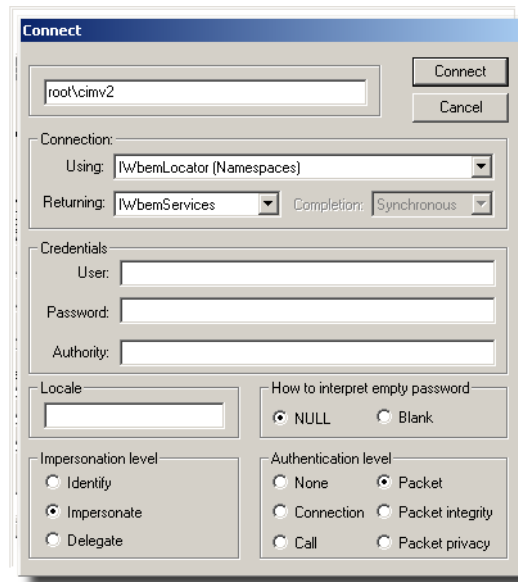 Connect
root\cimv2
Connect
Cancel
Connection:
Using: IWbemLocator (Namespaces)
Returning: IWbemServices Completion: Synchronous
Credentials
User:
Password:
Authority:
Locale
How to interpret empty password
NULL Blank
Impersonation level
Identify
Impersonate
Delegate
Authentication level
None Packet
Connection Packet integrity
Call Packet privacy